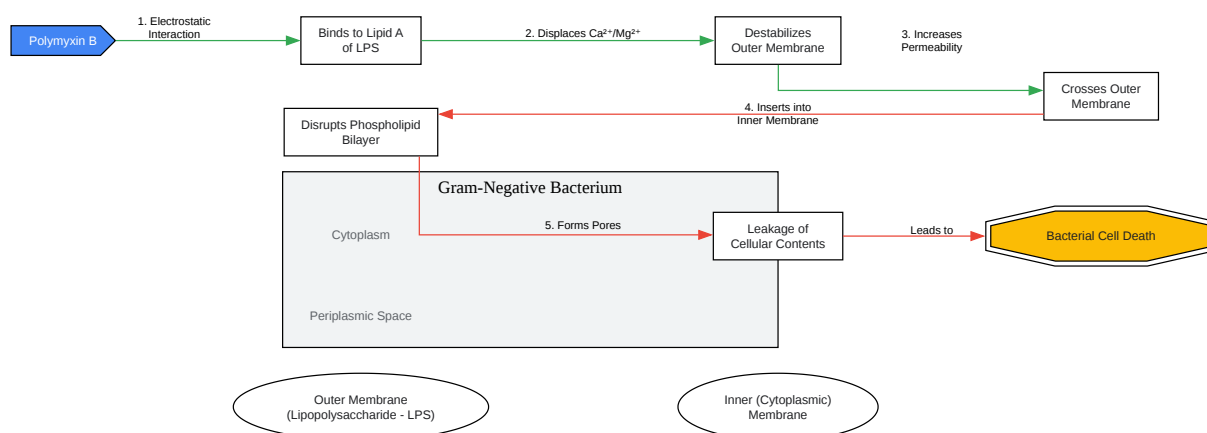 Polymyxin B
1. Electrostatic
Interaction
Binds to Lipid A
of LPS
2. Displaces Ca²⁺/Mg²⁺
Destabilizes
Outer Membrane
3. Increases
Permeability
Crosses Outer
Membrane
4. Inserts into
Inner Membrane
Disrupts Phospholipid
Bilayer
Gram-Negative Bacterium
Cytoplasm
5. Forms Pores
Leakage of
Cellular Contents
Leads to
Bacterial Cell Death
Periplasmic Space
Outer Membrane
(Lipopolysaccharide - LPS)
Inner (Cytoplasmic)
Membrane